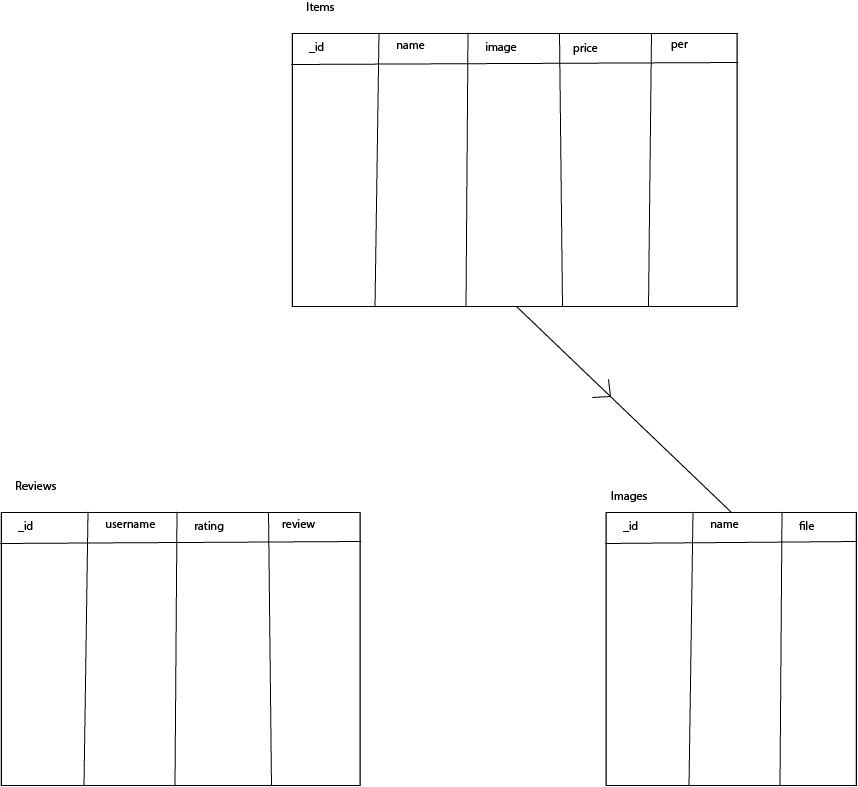 Items
_id name image price per
Reviews
_id username rating review
Images
_id name file